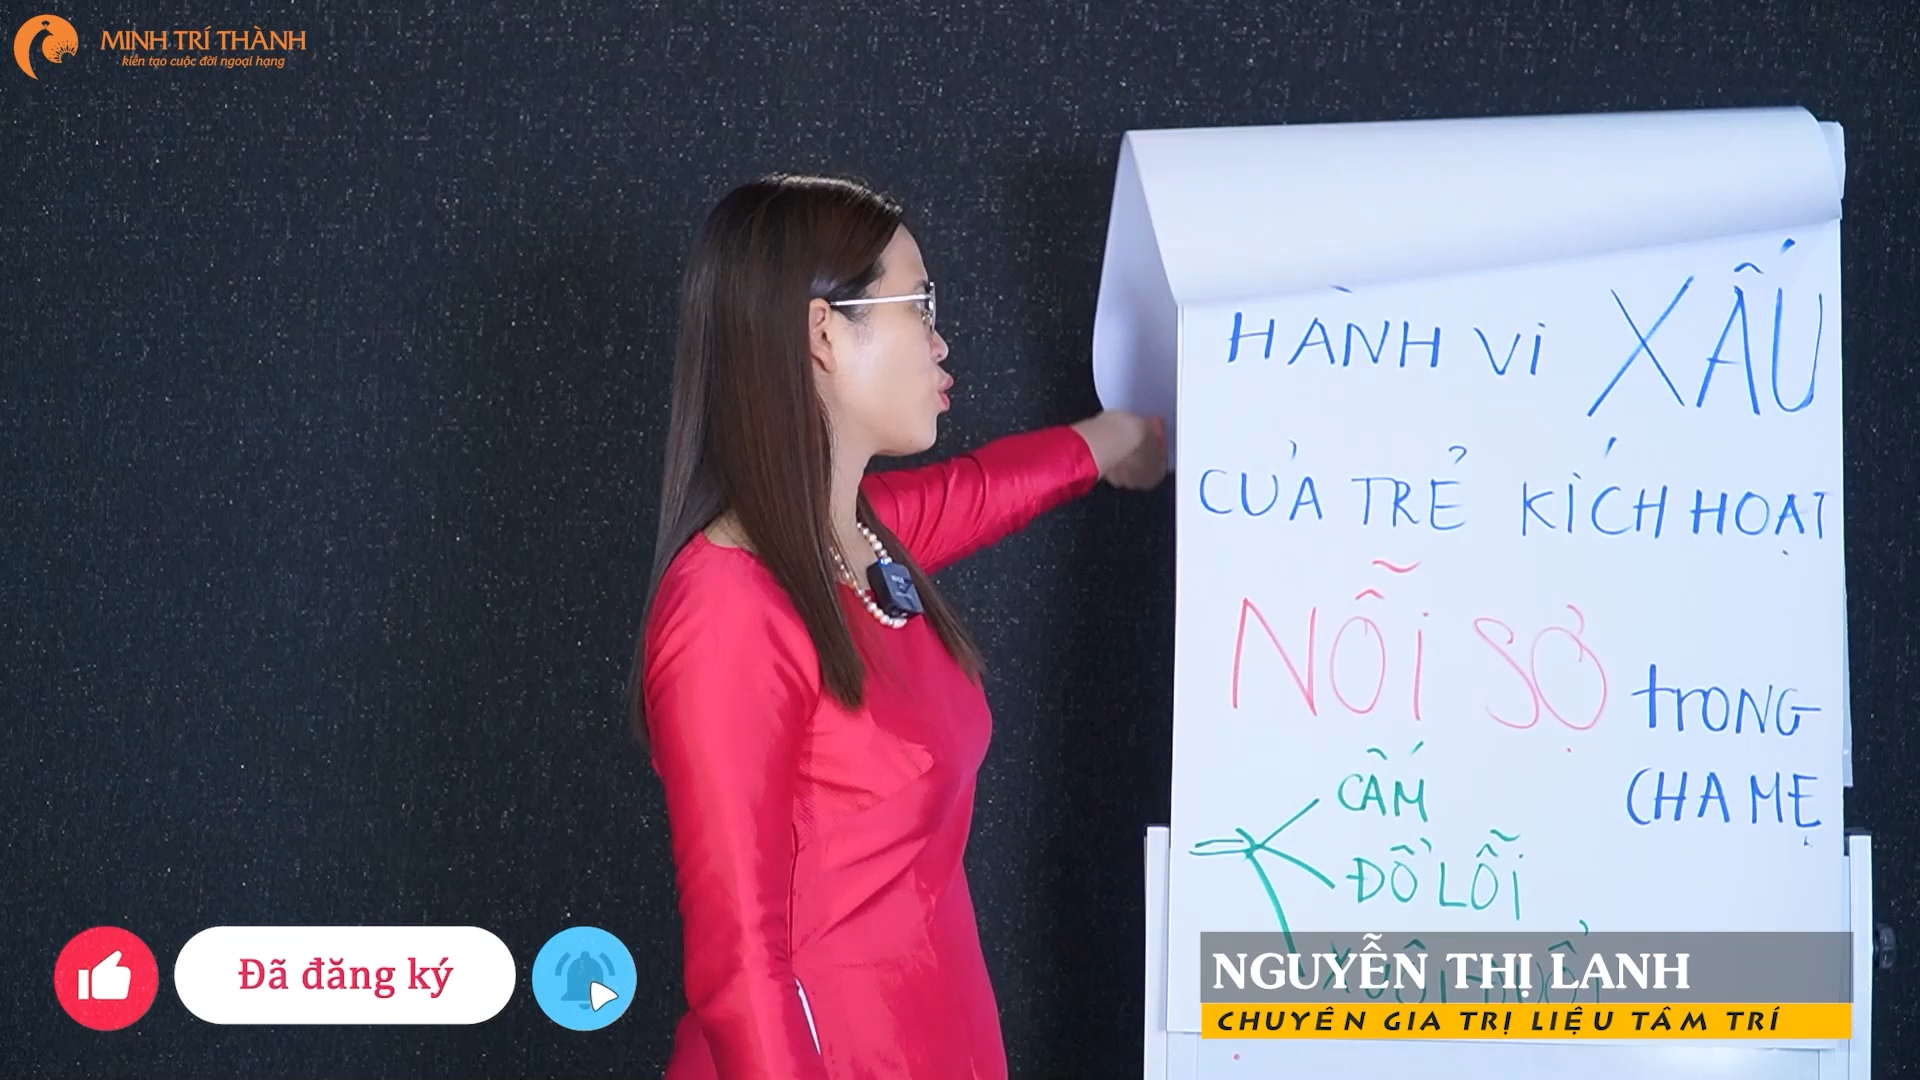 MINH TRÍ THÀNH
kiến tạo cuộc đời ngoại hạng
HÀNH Vi XẤU
CỦA TRẺ KÍCH HOẠT
NỖI SỢ trONG
CHA MẸ
CẤM
ĐỔ LỖI
NGUYỄN THỊ LANH
CHUYÊN GIA TRỊ LIỆU TÂM TRÍ
Đã đăng ký